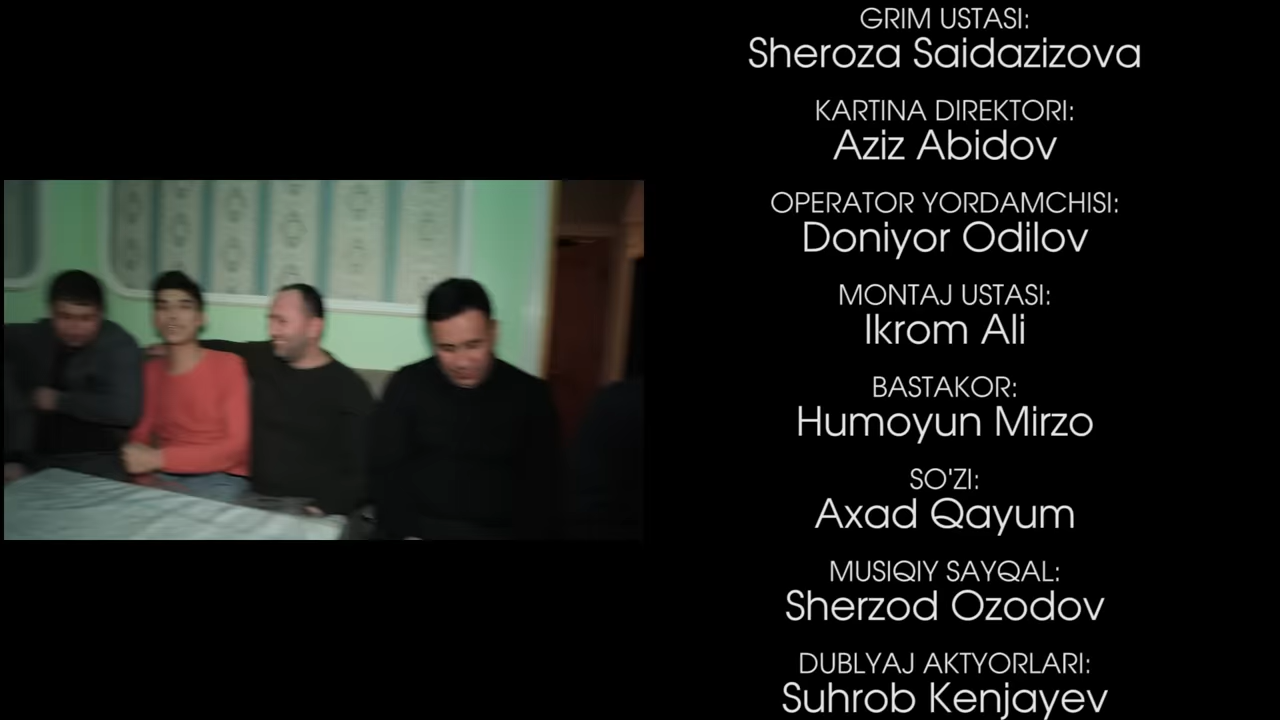 GRIM USTASI:
Sheroza Saidazizova
KARTINA DIREKTORI:
Aziz Abidov
OPERATOR YORDAMCHISI:
Doniyor Odilov
MONTAJ USTASI:
Ikrom Ali
BASTAKOR:
Humoyun Mirzo
SO'ZI:
Axad Qayum
MUSIQIY SAYQAL:
Sherzod Ozodov
DUBLYAJ AKTYORLARI:
Suhrob Kenjayev